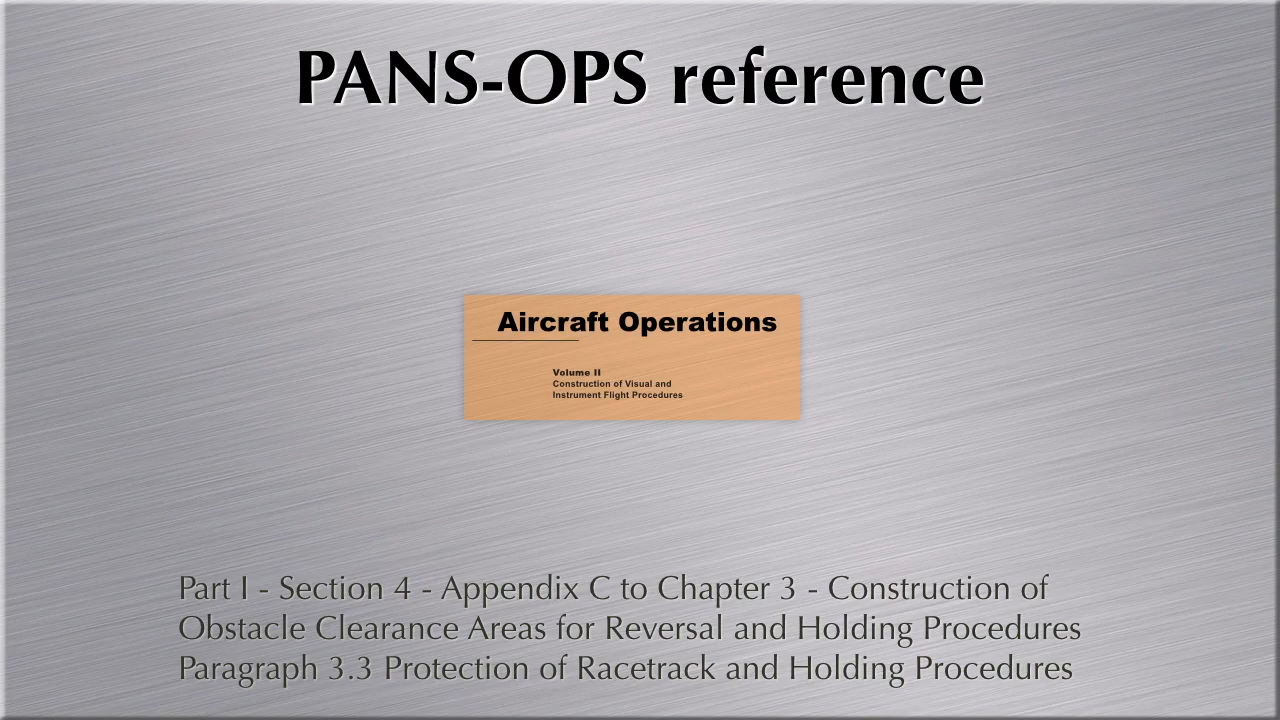 PANS-OPS reference
Aircraft Operations
Volume II
Construction of Visual and
Instrument Flight Procedures
Part I - Section 4 - Appendix C to Chapter 3 - Construction of
Obstacle Clearance Areas for Reversal and Holding Procedures
Paragraph 3.3 Protection of Racetrack and Holding Procedures